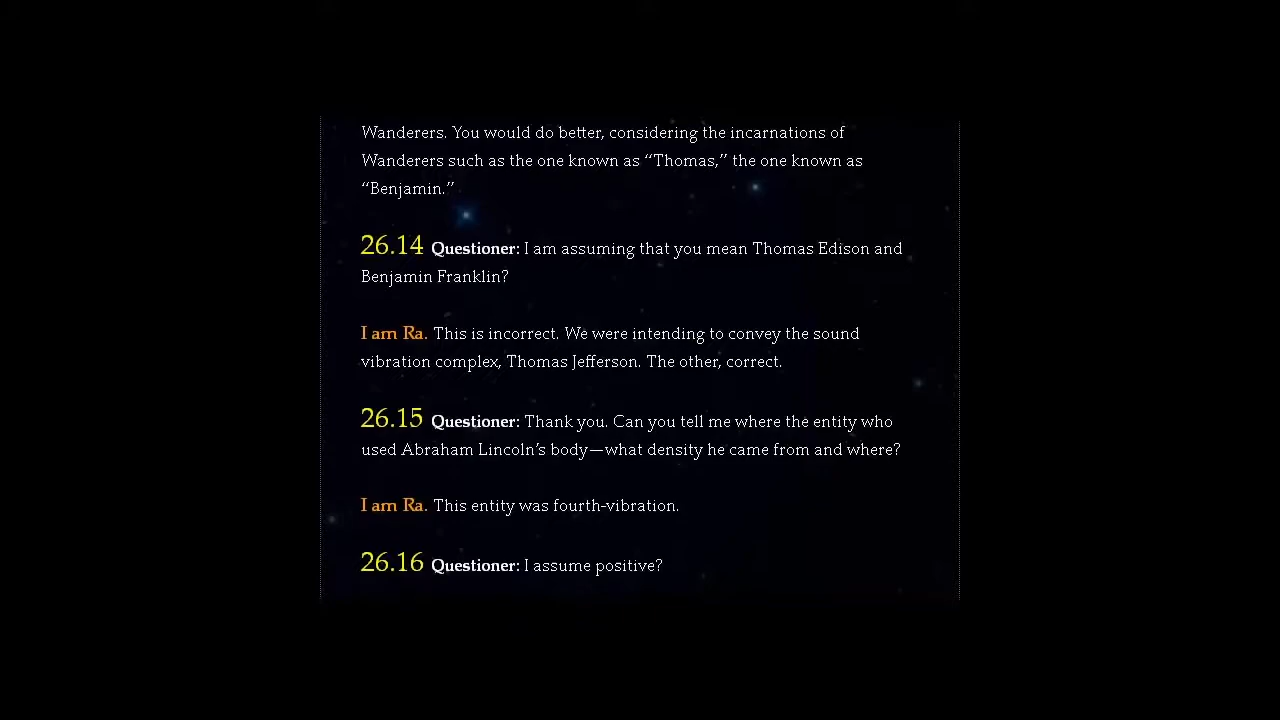 Wanderers. You would do better, considering the incarnations of
Wanderers such as the one known as “Thomas,” the one known as
“Benjamin.”
26.14 Questioner: I am assuming that you mean Thomas Edison and
Benjamin Franklin?
I am Ra. This is incorrect. We were intending to convey the sound
vibration complex, Thomas Jefferson. The other, correct.
26.15 Questioner: Thank you. Can you tell me where the entity who
used Abraham Lincoln’s body—what density he came from and where?
I am Ra. This entity was fourth-vibration.
26.16 Questioner: I assume positive?